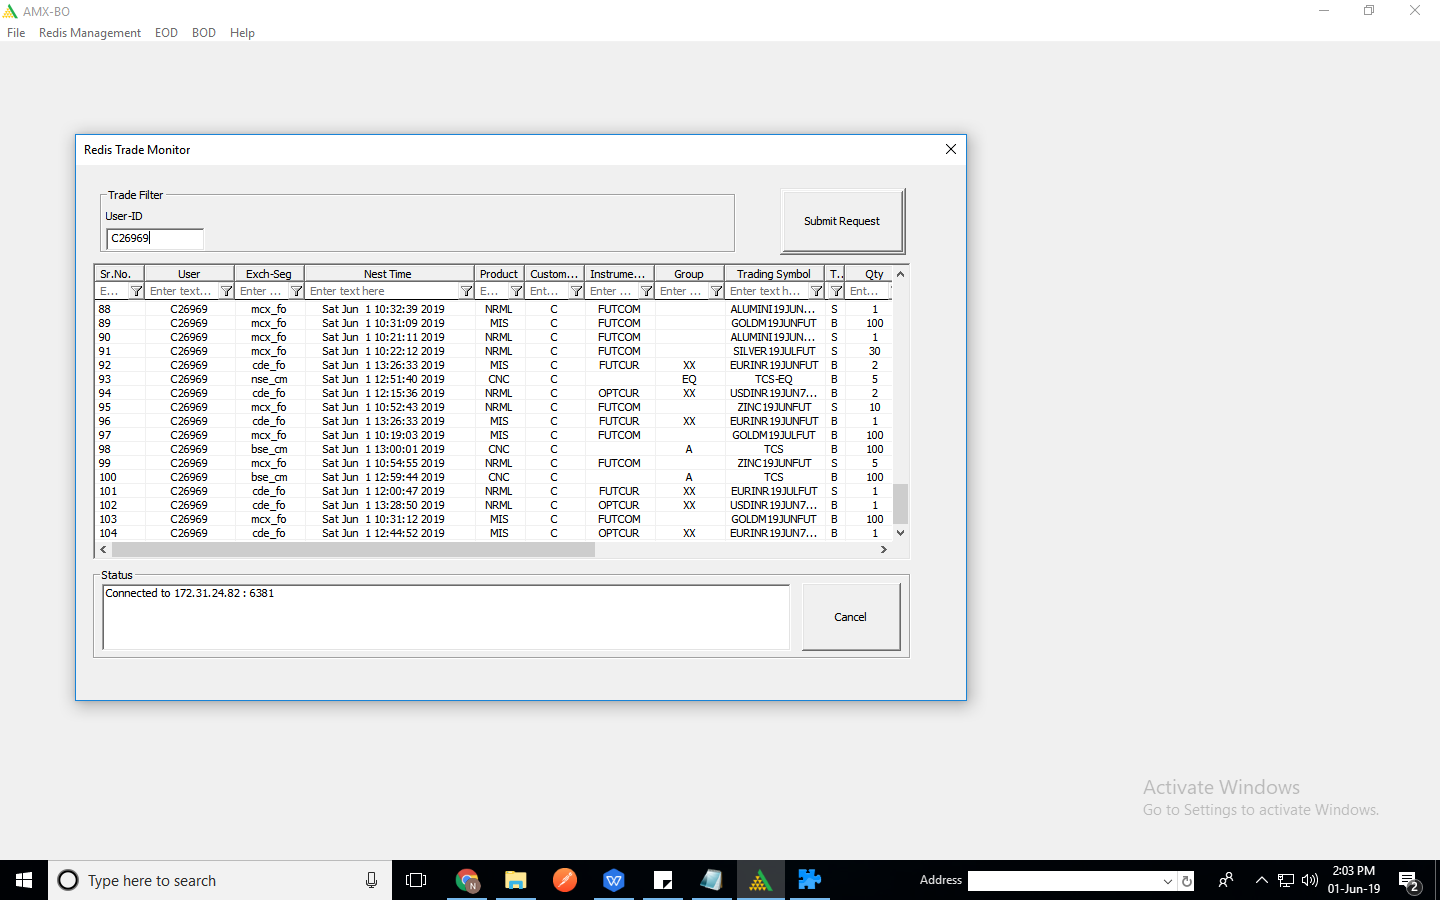 AMX-BO
File Redis Management EOD BOD Help
Redis Trade Monitor
Trade Filter
User-ID
C26969
Submit Request
Sr.No. User Exch-Seg Nest Time Product Custom... Instrume... Group Trading Symbol T.. Qty
E... Enter text... Enter ... Enter text here E... Ent... Enter ... Enter ... Enter text h... Ent...
88 C26969 mcx_fo Sat Jun 1 10:32:39 2019 NRML C FUTCOM ALUMINI19JUN... S 1
89 C26969 mcx_fo Sat Jun 1 10:31:09 2019 MIS C FUTCOM GOLDM19JUNFUT B 100
90 C26969 mcx_fo Sat Jun 1 10:21:11 2019 NRML C FUTCOM ALUMINI19JUN... S 1
91 C26969 mcx_fo Sat Jun 1 10:22:12 2019 NRML C FUTCOM SILVER19JULFUT S 30
92 C26969 cde_fo Sat Jun 1 13:26:33 2019 MIS C FUTCUR XX EURINR19JUNFUT B 2
93 C26969 nse_cm Sat Jun 1 12:51:40 2019 CNC C EQ TCS-EQ B 5
94 C26969 cde_fo Sat Jun 1 12:15:36 2019 NRML C OPTCUR XX USDINR19JUN7... B 2
95 C26969 mcx_fo Sat Jun 1 10:52:43 2019 NRML C FUTCOM ZINC19JUNFUT S 10
96 C26969 cde_fo Sat Jun 1 13:26:33 2019 MIS C FUTCUR XX EURINR19JUNFUT B 1
97 C26969 mcx_fo Sat Jun 1 10:19:03 2019 MIS C FUTCOM GOLDM19JULFUT B 100
98 C26969 bse_cm Sat Jun 1 13:00:01 2019 CNC C A TCS B 100
99 C26969 mcx_fo Sat Jun 1 10:54:55 2019 NRML C FUTCOM ZINC19JUNFUT S 5
100 C26969 bse_cm Sat Jun 1 12:59:44 2019 CNC C A TCS B 100
101 C26969 cde_fo Sat Jun 1 12:00:47 2019 NRML C FUTCUR XX EURINR19JULFUT S 1
102 C26969 cde_fo Sat Jun 1 13:28:50 2019 NRML C OPTCUR XX USDINR19JUN7... B 1
103 C26969 mcx_fo Sat Jun 1 10:31:12 2019 MIS C FUTCOM GOLDM19JUNFUT B 100
104 C26969 cde_fo Sat Jun 1 12:44:52 2019 MIS C OPTCUR XX EURINR19JUN7... B 1
Status
Connected to 172.31.24.82 : 6381
Cancel
Activate Windows
Go to Settings to activate Windows.
Type here to search
N
W
Address
2:03 PM
01-Jun-19
2